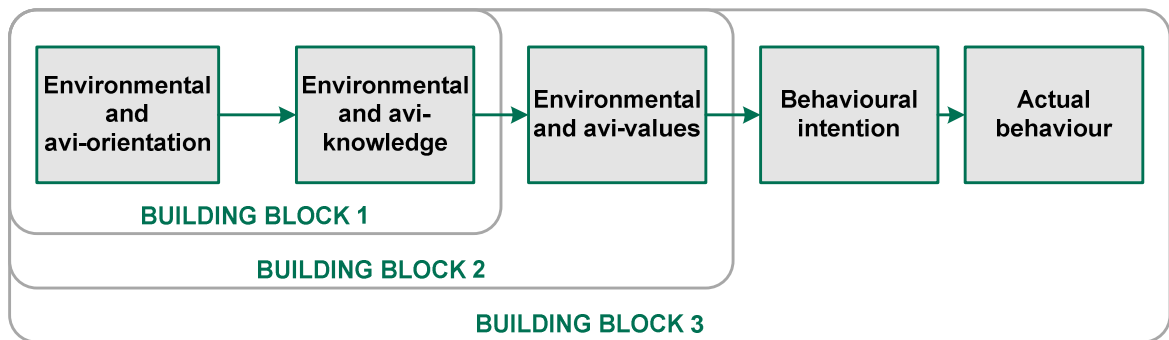 Environmental
and
avi-orientation
Environmental
and avi-
knowledge
Environmental
and avi-values
Behavioural
intention
Actual
behaviour
BUILDING BLOCK 1
BUILDING BLOCK 2
BUILDING BLOCK 3